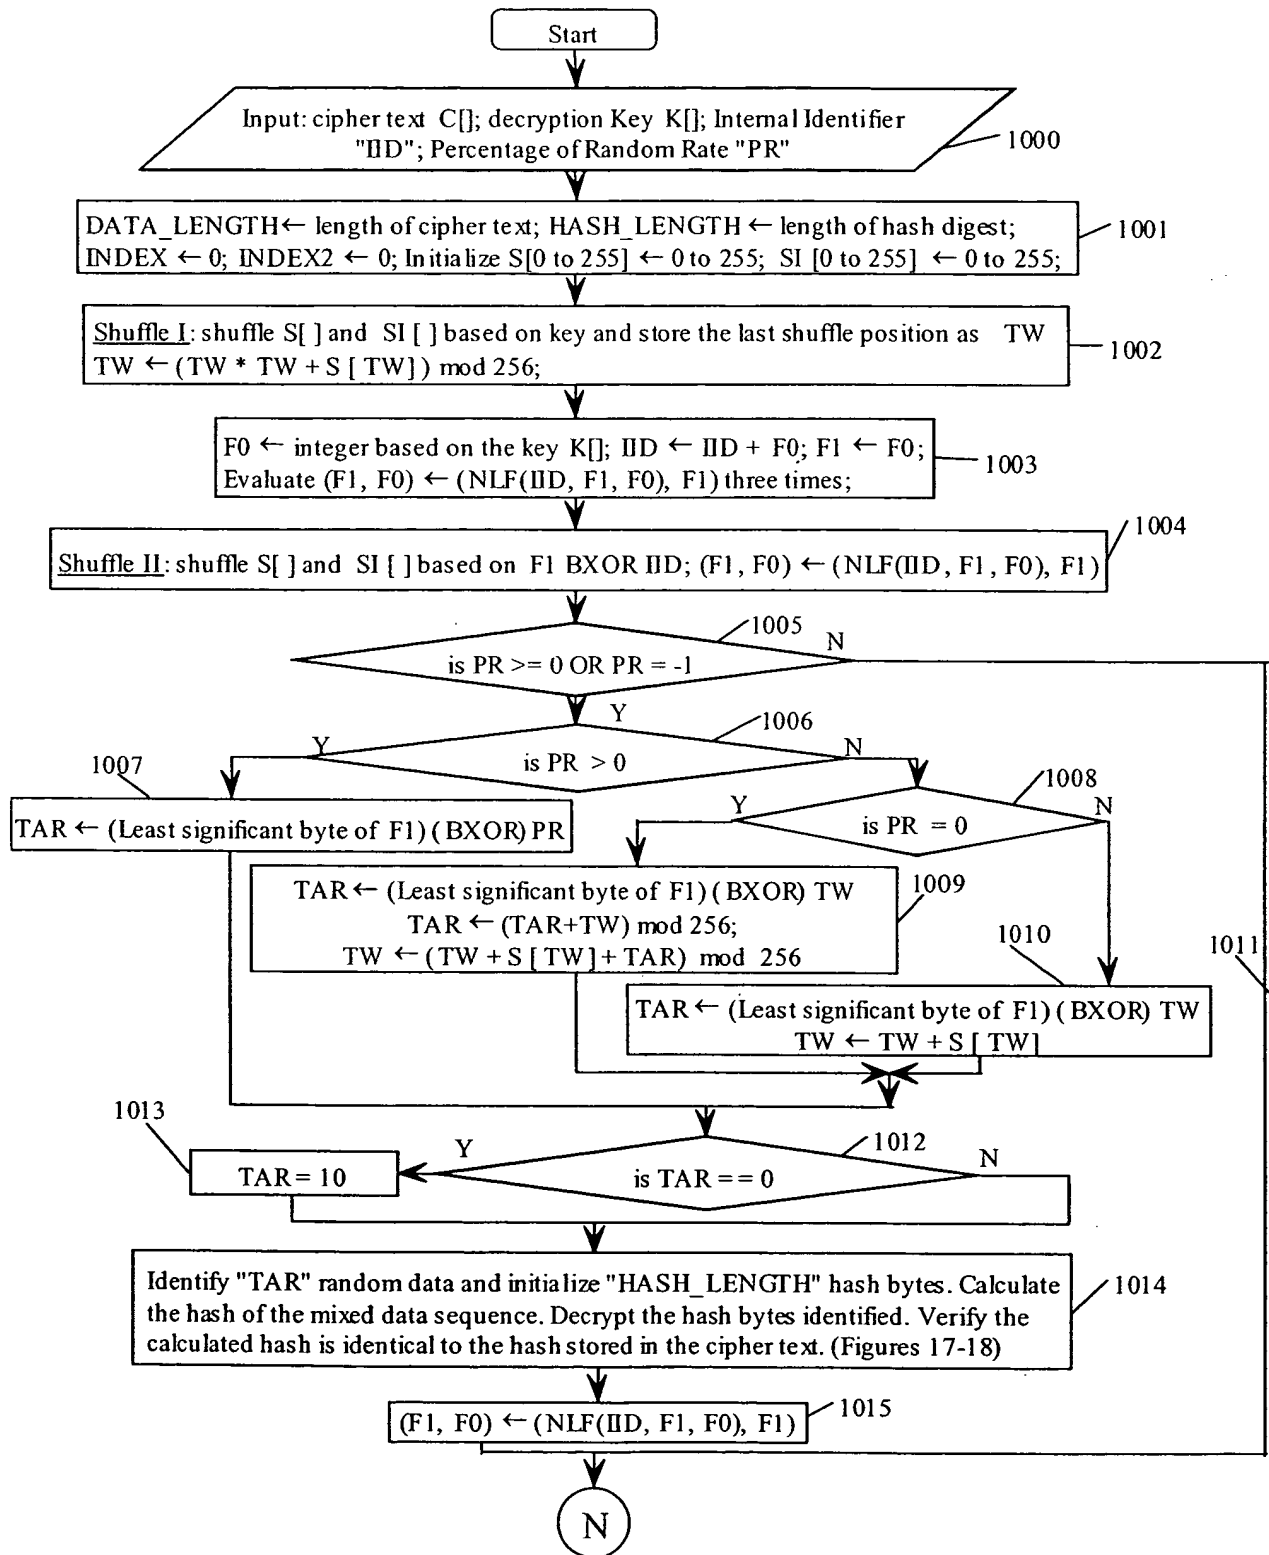 Start
Input: cipher text C[]; decryption Key K[]; Internal Identifier
"IID"; Percentage of Random Rate "PR"
1000
DATA_LENGTH ← length of cipher text; HASH_LENGTH ← length of hash digest;
INDEX ← 0; INDEX2 ← 0; Initialize S[0 to 255] ← 0 to 255; SI [0 to 255] ← 0 to 255;
1001
Shuffle I: shuffle S[ ] and SI [ ] based on key and store the last shuffle position as TW
TW ← (TW * TW + S [ TW]) mod 256;
1002
F0 ← integer based on the key K[]; IID ← IID + F0; F1 ← F0;
Evaluate (F1, F0) ← (NLF(IID, F1, F0), F1) three times;
1003
1004
Shuffle II: shuffle S[ ] and SI [ ] based on F1 BXOR IID; (F1, F0) ← (NLF(IID, F1, F0), F1)
1005
N
is PR >= 0 OR PR = -1
Y
1006
Y
N
is PR > 0
1007
1008
TAR ← (Least significant byte of F1) (BXOR) PR
Y
N
is PR = 0
TAR ← (Least significant byte of F1) (BXOR) TW
TAR ← (TAR+TW) mod 256;
TW ← (TW + S [ TW] + TAR) mod 256
1009
1010
1011
TAR ← (Least significant byte of F1) (BXOR) TW
TW ← TW + S [ TW]
1013
Y
1012
N
TAR = 10
is TAR == 0
Identify "TAR" random data and initialize "HASH_LENGTH" hash bytes. Calculate
the hash of the mixed data sequence. Decrypt the hash bytes identified. Verify the
calculated hash is identical to the hash stored in the cipher text. (Figures 17-18)
1014
(F1, F0) ← (NLF(IID, F1, F0), F1)
1015
N